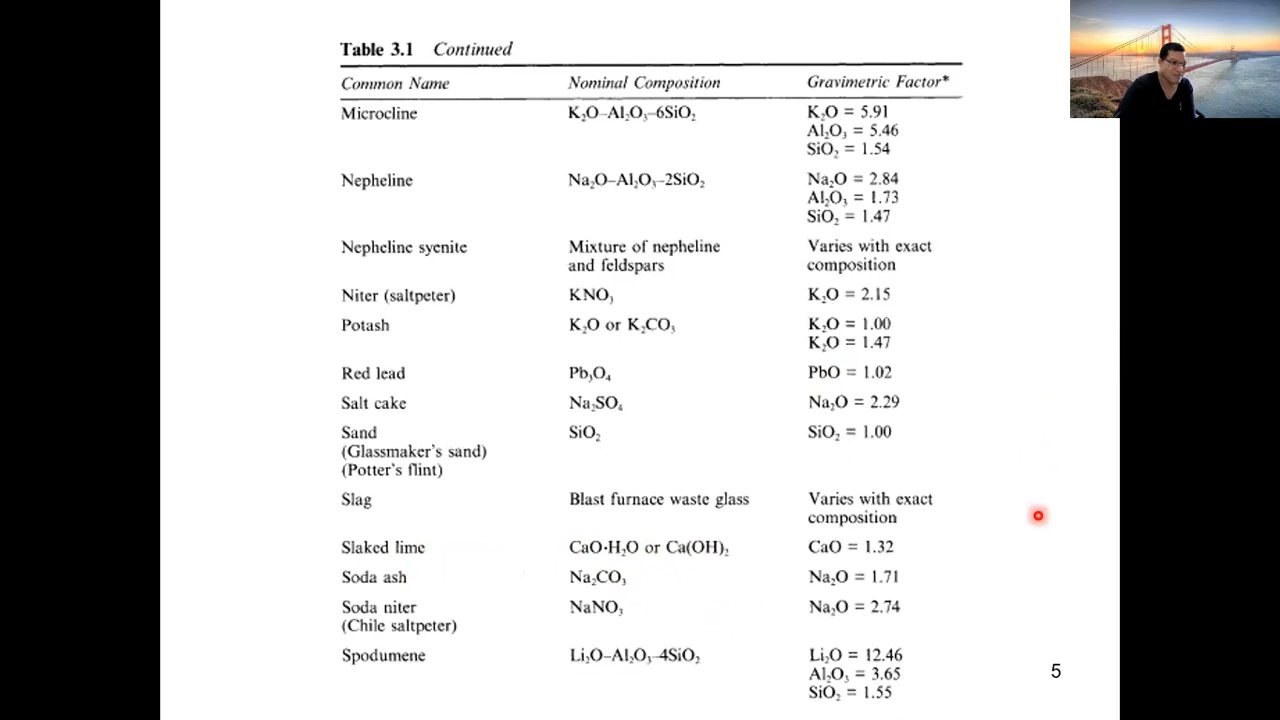 Table 3.1 Continued
Common Name Nominal Composition Gravimetric Factor*
Microcline K₂O–Al₂O₃–6SiO₂ K₂O = 5.91
Al₂O₃ = 5.46
SiO₂ = 1.54
Nepheline Na₂O–Al₂O₃–2SiO₂ Na₂O = 2.84
Al₂O₃ = 1.73
SiO₂ = 1.47
Nepheline syenite Mixture of nepheline Varies with exact
and feldspars composition
Niter (saltpeter) KNO₃ K₂O = 2.15
Potash K₂O or K₂CO₃ K₂O = 1.00
K₂O = 1.47
Red lead Pb₃O₄ PbO = 1.02
Salt cake Na₂SO₄ Na₂O = 2.29
Sand SiO₂ SiO₂ = 1.00
(Glassmaker's sand)
(Potter's flint)
Slag Blast furnace waste glass Varies with exact
composition
Slaked lime CaO·H₂O or Ca(OH)₂ CaO = 1.32
Soda ash Na₂CO₃ Na₂O = 1.71
Soda niter NaNO₃ Na₂O = 2.74
(Chile saltpeter)
Spodumene Li₂O–Al₂O₃–4SiO₂ Li₂O = 12.46
Al₂O₃ = 3.65
SiO₂ = 1.55
5